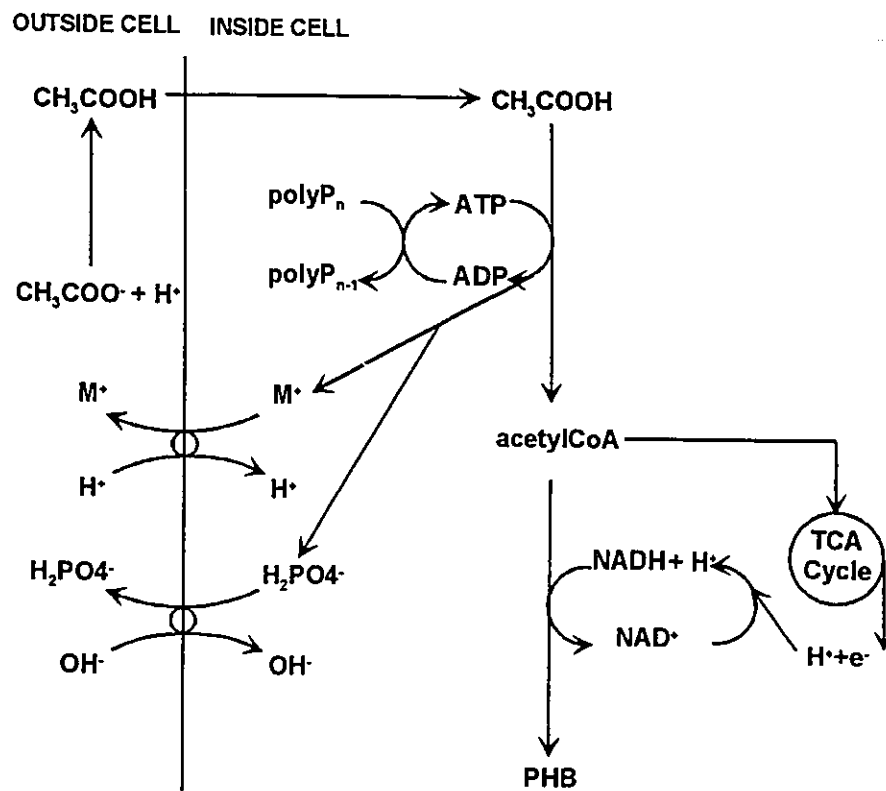 OUTSIDE CELL INSIDE CELL
CH₃COOH CH₃COOH
polyPₙ ATP
polyPₙ₋₁ ADP
CH₃COO⁻ + H⁺
M⁺ M⁺
acetylCoA
H⁺ H⁺
TCA
Cycle
NADH + H⁺
H₂PO4⁻ H₂PO4⁻
NAD⁺
H⁺+e⁻
OH⁻ OH⁻
PHB